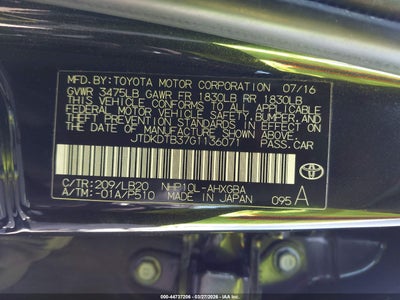 MFD.BY:TOYOTA MOTOR CORPORATION 07/16
GVWR 3475LB GAWR FR 1830LB RR 1830LB
THIS VEHICLE CONFORMS TO ALL APPLICABLE
FEDERAL MOTOR VEHICLE SAFETY,BUMPER,AND
THEFT PREVENTION STANDARDS IN EFFECT ON
THE DATE OF MANUFACTURE SHOWN ABOVE.
JTDKDTB37G1136071 PASS.CAR
TOYOTA
C/TR:209/LB20 NHP10L-AHXGBA
A/TM:-01A/P510 MADE IN JAPAN 095 A
© 000-44737206 - 03/27/2026 - IAAI